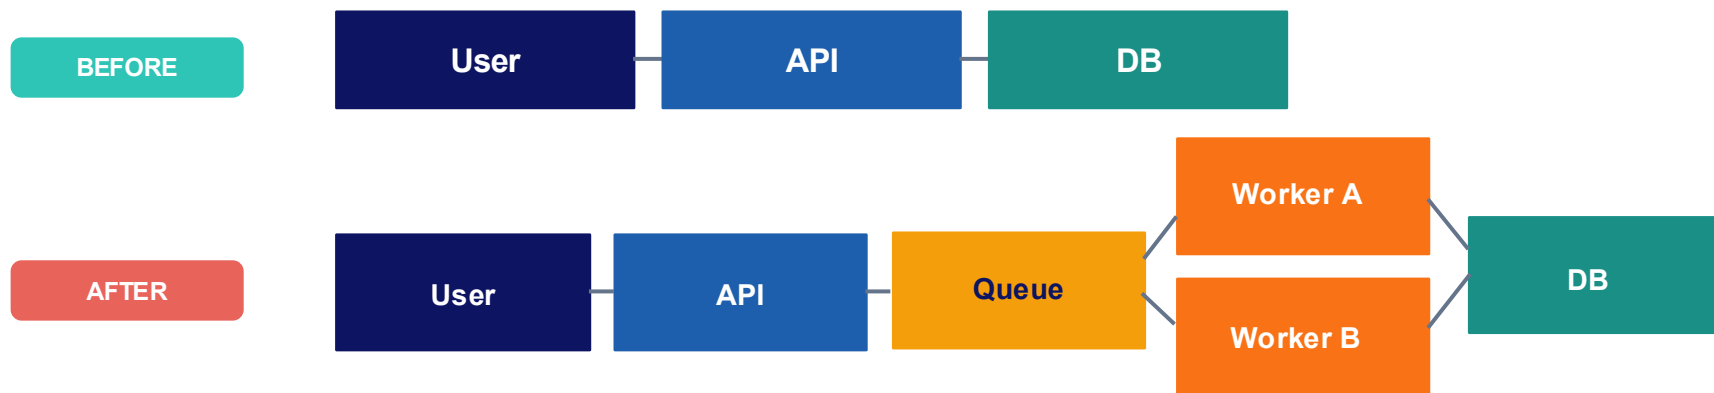 BEFORE
User
API
DB
AFTER
User
API
Queue
Worker A
Worker B
DB